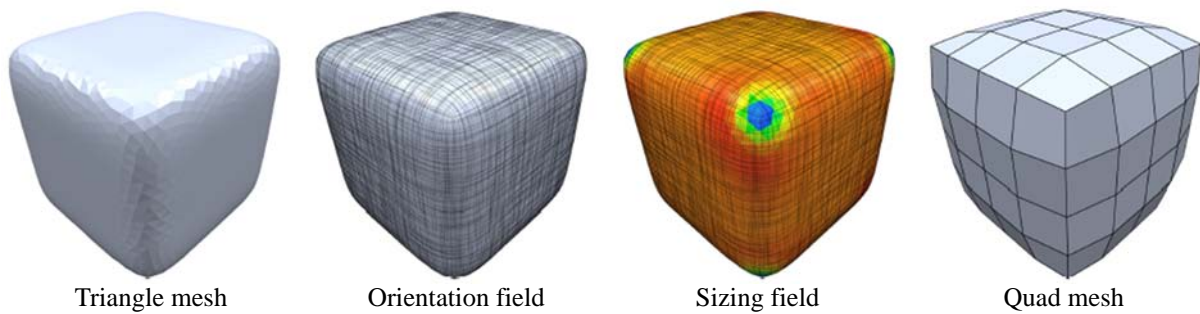 Triangle mesh
Orientation field
Sizing field
Quad mesh